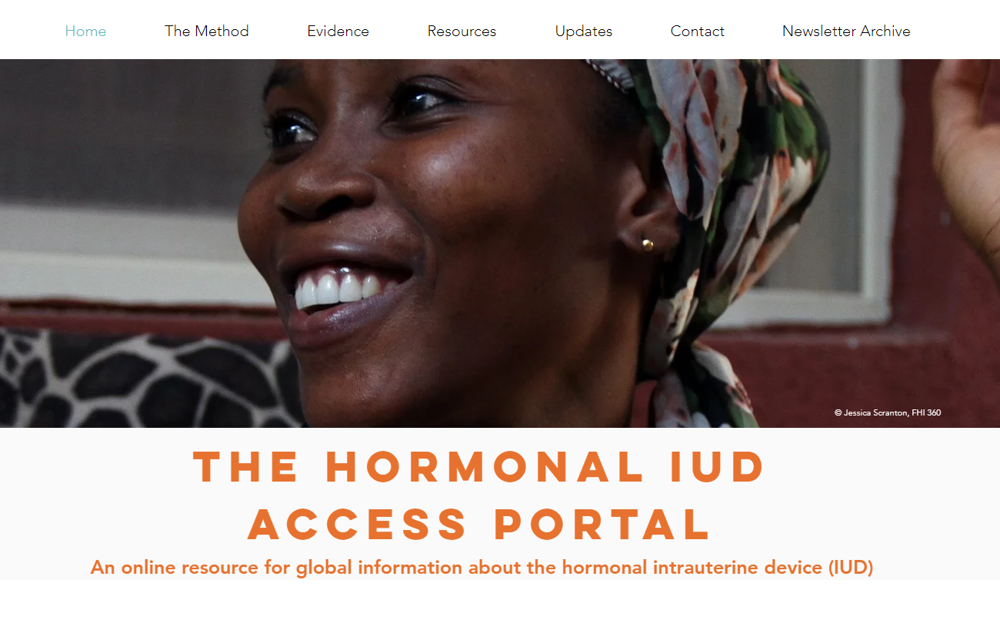 Home The Method Evidence Resources Updates Contact Newsletter Archive
© Jessica Scranton, FHI 360
THE HORMONAL IUD
ACCESS PORTAL
An online resource for global information about the hormonal intrauterine device (IUD)